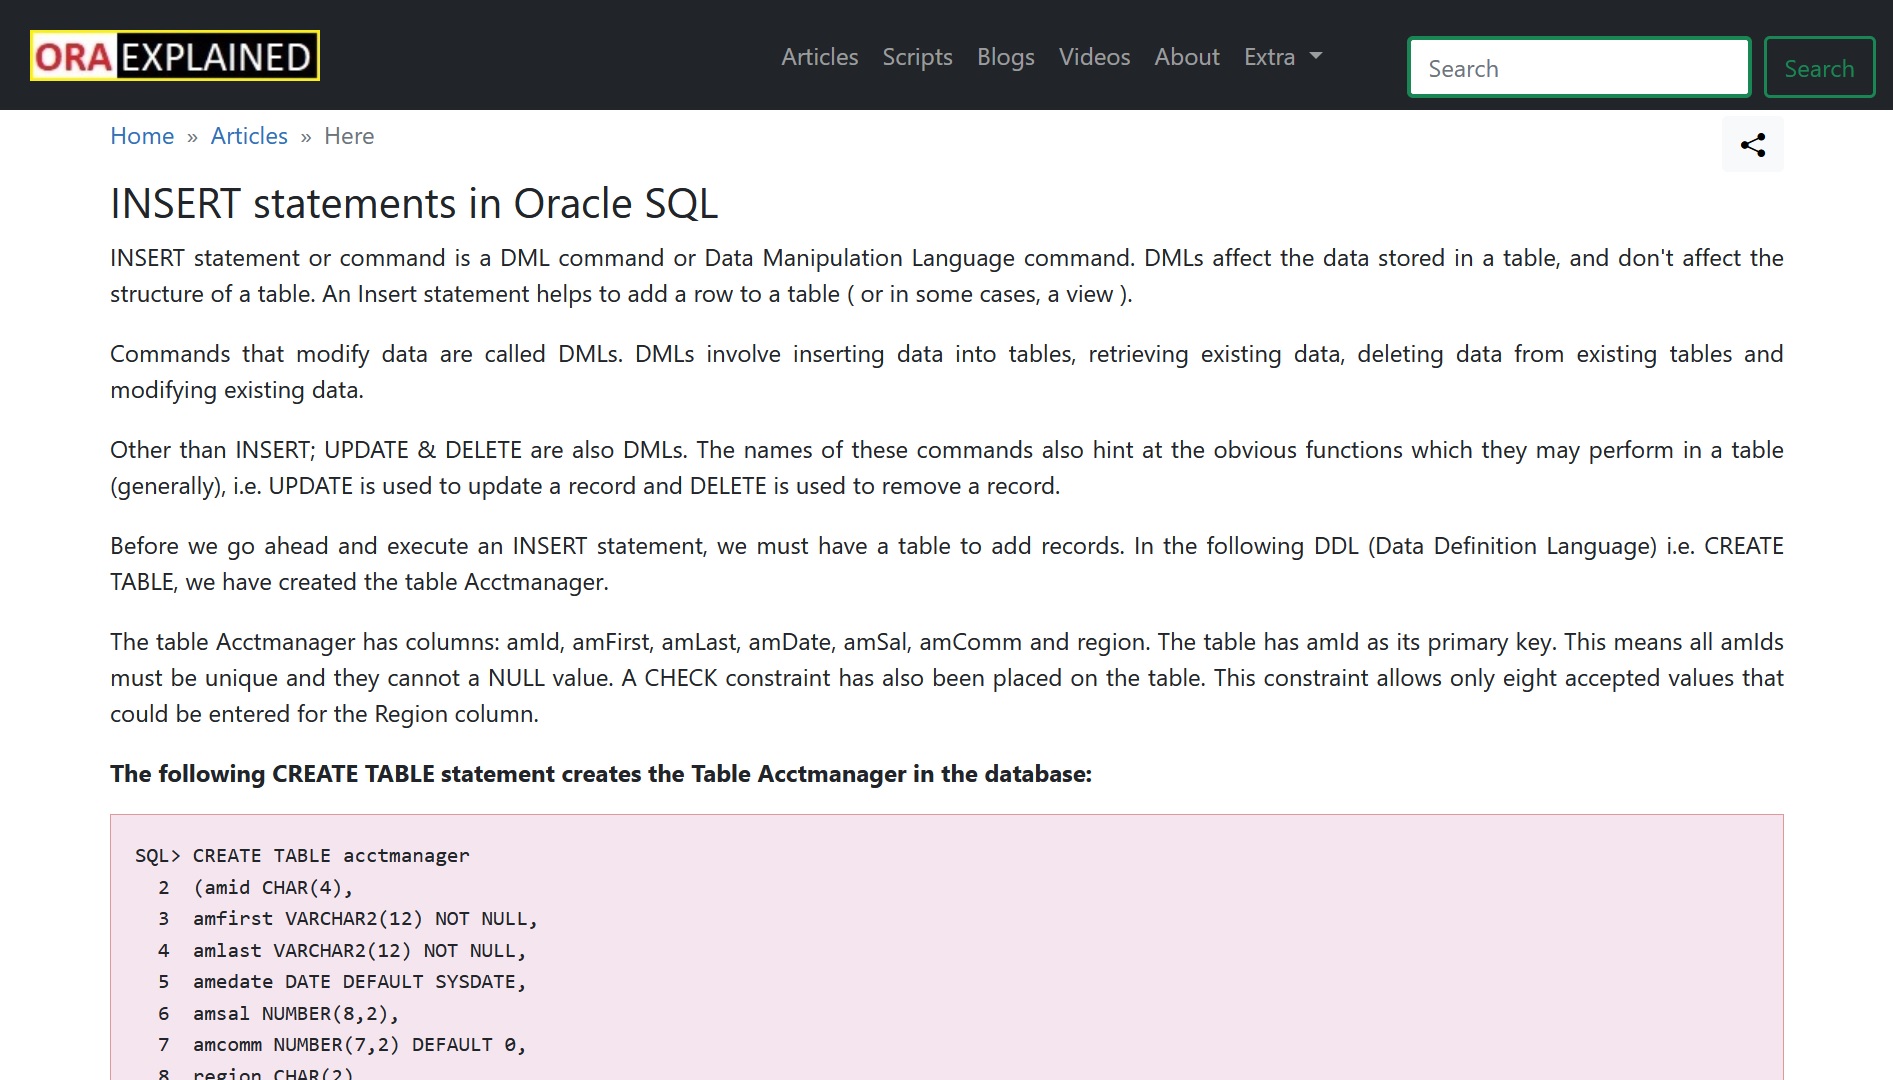 ORA EXPLAINED
Articles Scripts Blogs Videos About Extra
Search
Search
Home » Articles » Here
INSERT statements in Oracle SQL
INSERT statement or command is a DML command or Data Manipulation Language command. DMLs affect the data stored in a table, and don't affect the
structure of a table. An Insert statement helps to add a row to a table ( or in some cases, a view ).
Commands that modify data are called DMLs. DMLs involve inserting data into tables, retrieving existing data, deleting data from existing tables and
modifying existing data.
Other than INSERT; UPDATE & DELETE are also DMLs. The names of these commands also hint at the obvious functions which they may perform in a table
(generally), i.e. UPDATE is used to update a record and DELETE is used to remove a record.
Before we go ahead and execute an INSERT statement, we must have a table to add records. In the following DDL (Data Definition Language) i.e. CREATE
TABLE, we have created the table Acctmanager.
The table Acctmanager has columns: amId, amFirst, amLast, amDate, amSal, amComm and region. The table has amId as its primary key. This means all amIds
must be unique and they cannot a NULL value. A CHECK constraint has also been placed on the table. This constraint allows only eight accepted values that
could be entered for the Region column.
The following CREATE TABLE statement creates the Table Acctmanager in the database:
SQL> CREATE TABLE acctmanager
2 (amid CHAR(4),
3 amfirst VARCHAR2(12) NOT NULL,
4 amlast VARCHAR2(12) NOT NULL,
5 amedate DATE DEFAULT SYSDATE,
6 amsal NUMBER(8,2),
7 amcomm NUMBER(7,2) DEFAULT 0,
8 region CHAR(2)